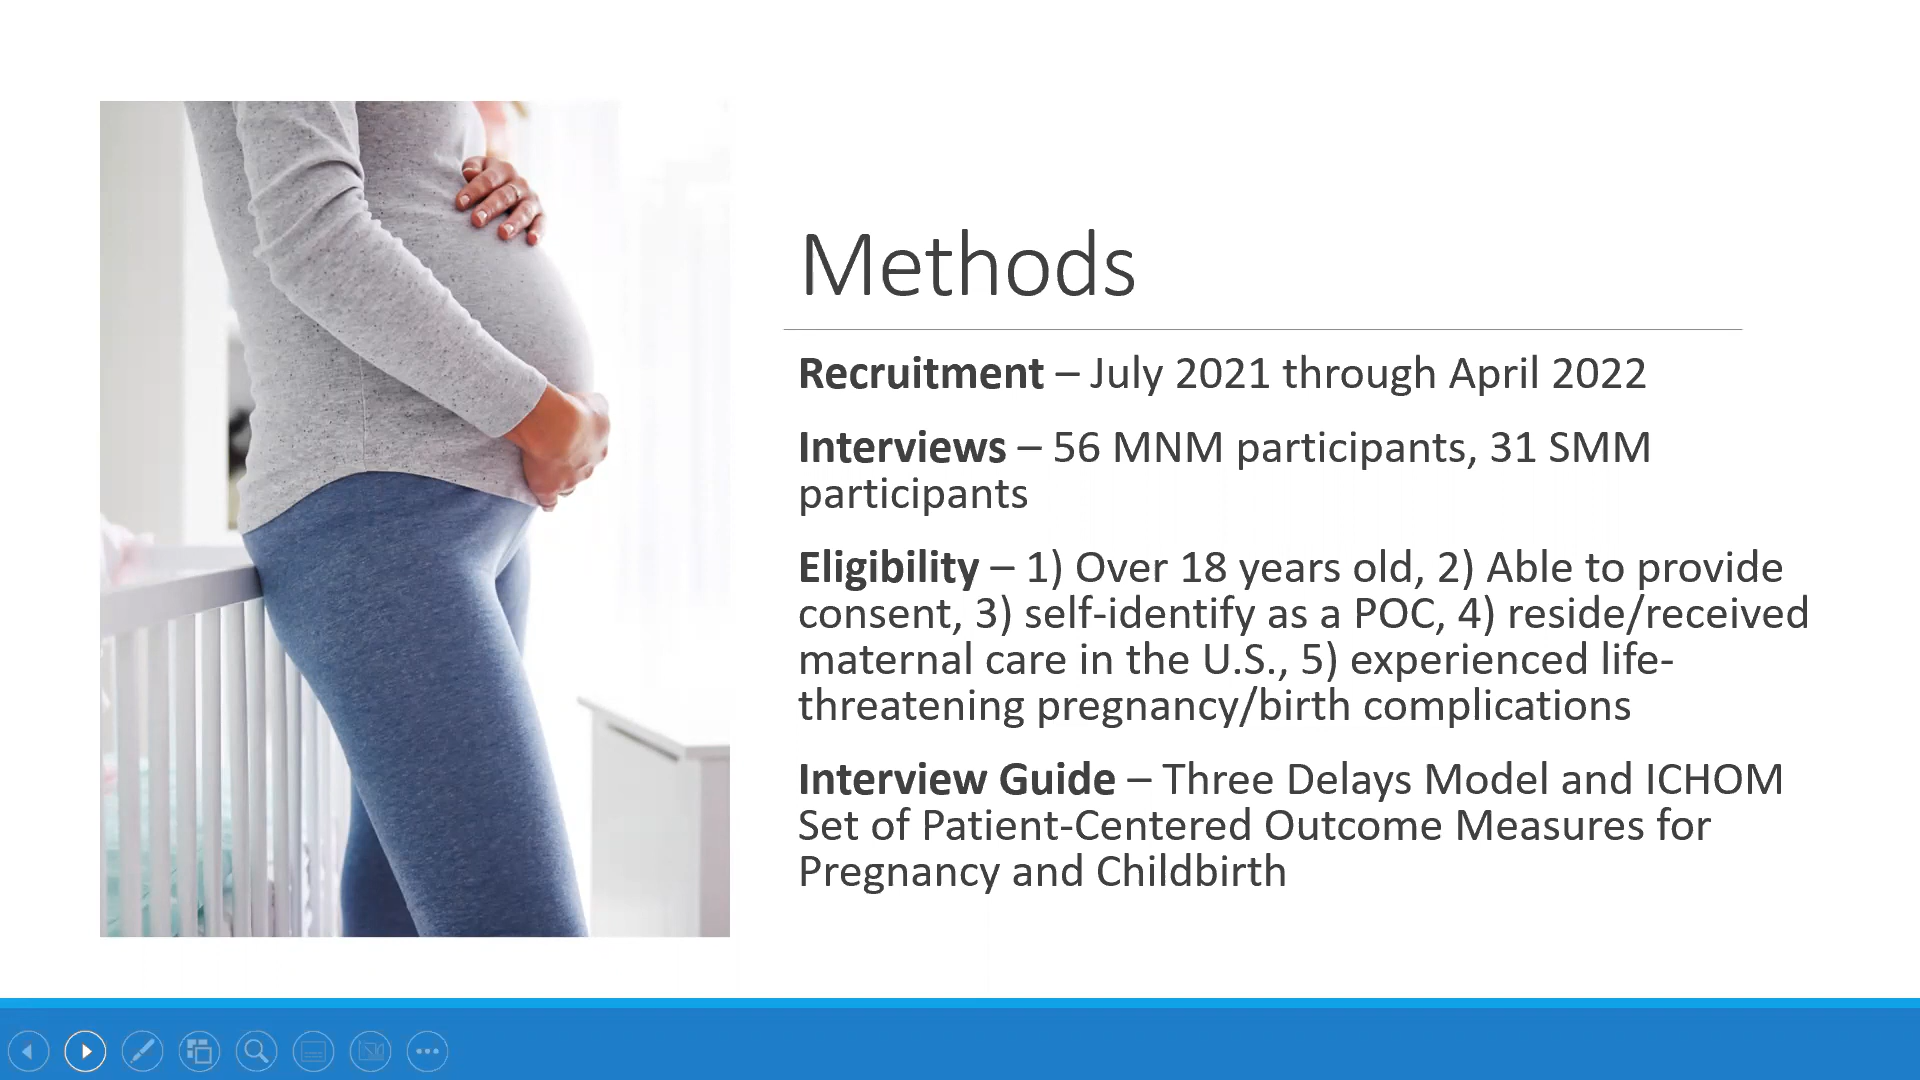 Methods
Recruitment – July 2021 through April 2022
Interviews – 56 MNM participants, 31 SMM
participants
Eligibility – 1) Over 18 years old, 2) Able to provide
consent, 3) self-identify as a POC, 4) reside/received
maternal care in the U.S., 5) experienced life-
threatening pregnancy/birth complications
Interview Guide – Three Delays Model and ICHOM
Set of Patient-Centered Outcome Measures for
Pregnancy and Childbirth